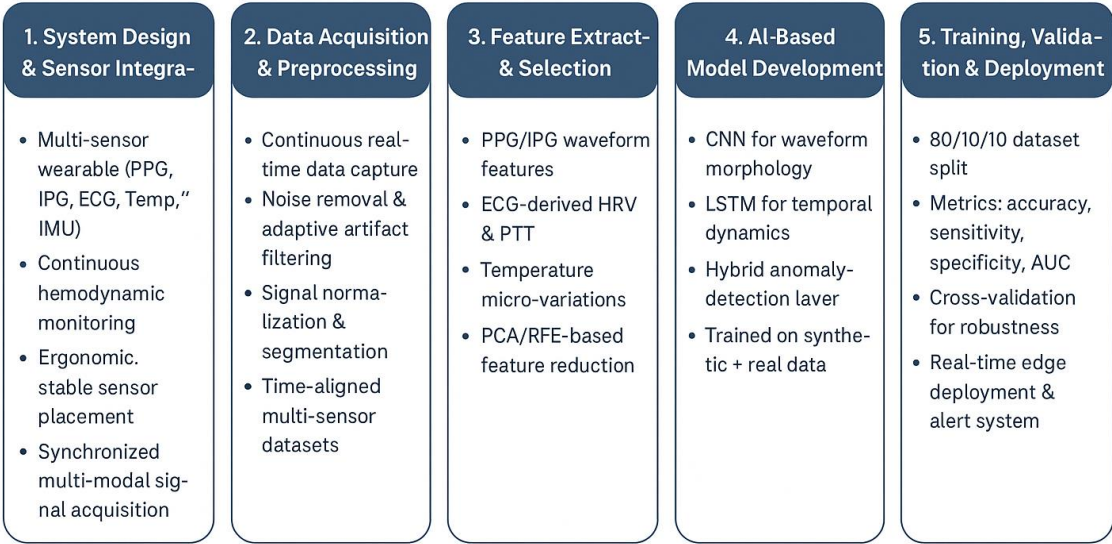 1. System Design
& Sensor Integra-
• Multi-sensor
wearable (PPG,
IPG, ECG, Temp,“
IMU)
• Continuous
hemodynamic
monitoring
• Ergonomic.
stable sensor
placement
• Synchronized
multi-modal sig-
nal acquisition
2. Data Acquisition
& Preprocessing
• Continuous real-
time data capture
• Noise removal &
adaptive artifact
filtering
• Signal norma-
lization &
segmentation
• Time-aligned
multi-sensor
datasets
3. Feature Extract-
& Selection
• PPG/IPG waveform
features
• ECG-derived HRV
& PTT
• Temperature
micro-variations
• PCA/RFE-based
feature reduction
4. AI-Based
Model Development
• CNN for waveform
morphology
• LSTM for temporal
dynamics
• Hybrid anomaly-
detection laver
• Trained on synthe-
tic + real data
5. Training, Valida-
tion & Deployment
• 80/10/10 dataset
split
• Metrics: accuracy,
sensitivity,
specificity, AUC
• Cross-validation
for robustness
• Real-time edge
deployment &
alert system